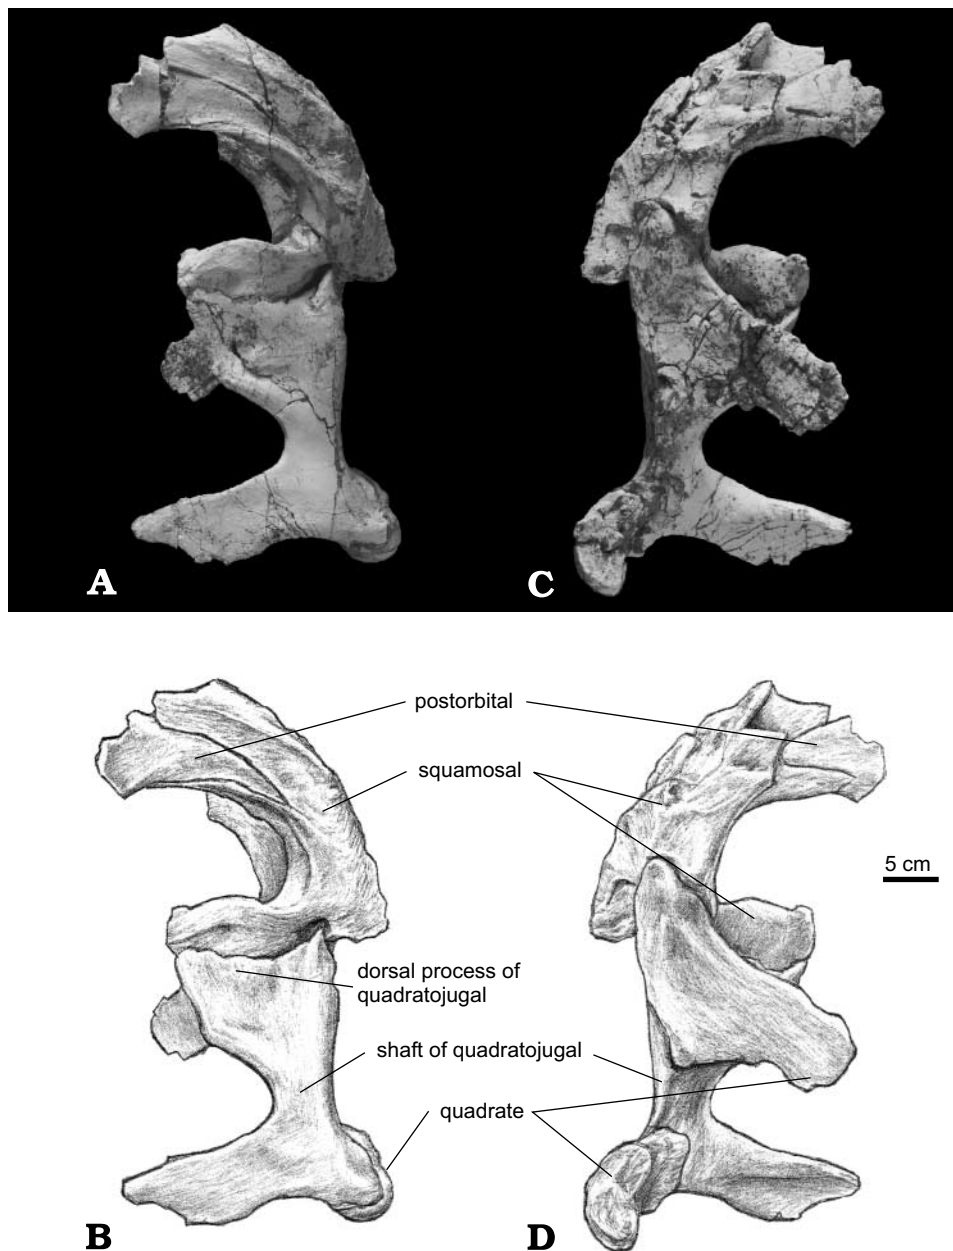 A
C
postorbital
squamosal
5 cm
dorsal process of
quadratojugal
shaft of quadratojugal
quadrate
B
D